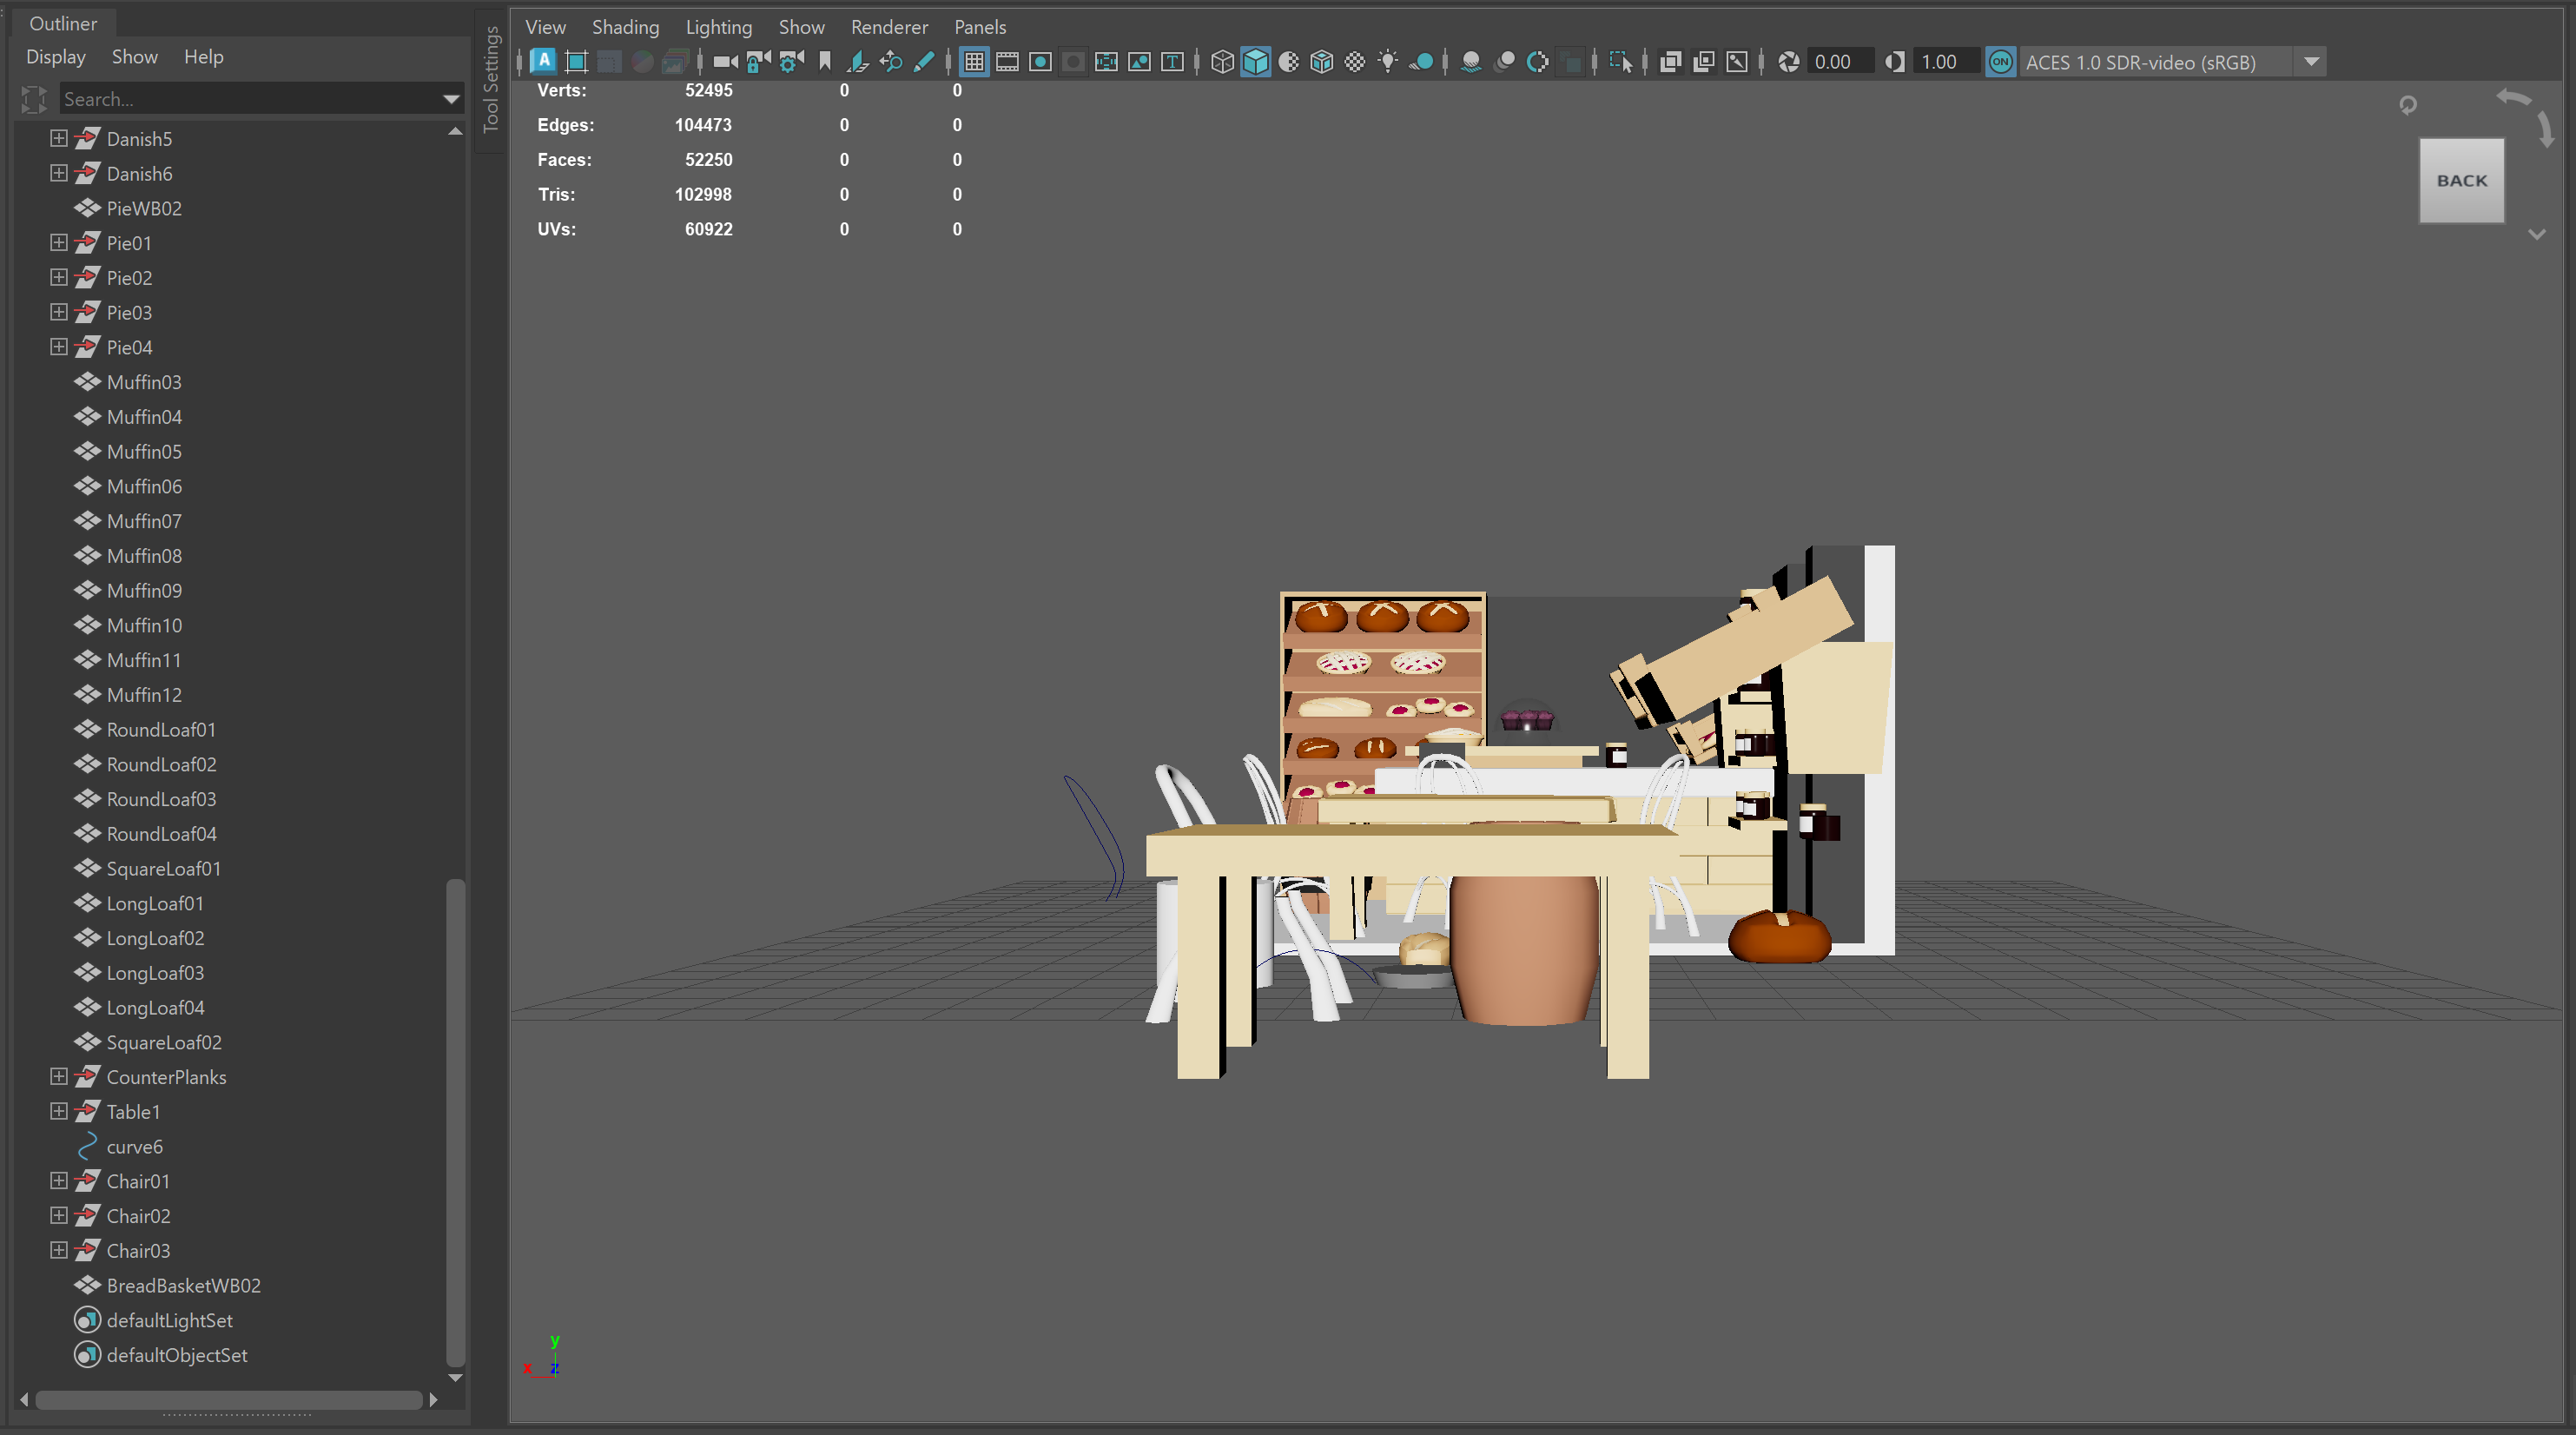 Outliner
Display Show Help
Search...
Danish5
Danish6
PieWB02
Pie01
Pie02
Pie03
Pie04
Muffin03
Muffin04
Muffin05
Muffin06
Muffin07
Muffin08
Muffin09
Muffin10
Muffin11
Muffin12
RoundLoaf01
RoundLoaf02
RoundLoaf03
RoundLoaf04
SquareLoaf01
LongLoaf01
LongLoaf02
LongLoaf03
LongLoaf04
SquareLoaf02
CounterPlanks
Table1
curve6
Chair01
Chair02
Chair03
BreadBasketWB02
defaultLightSet
defaultObjectSet
Tool Settings
View Shading Lighting Show Renderer Panels
A T 0.00 1.00 ON ACES 1.0 SDR-video (sRGB)
Verts: 52495 0 0
Edges: 104473 0 0
Faces: 52250 0 0
Tris: 102998 0 0
UVs: 60922 0 0
BACK
y
x z